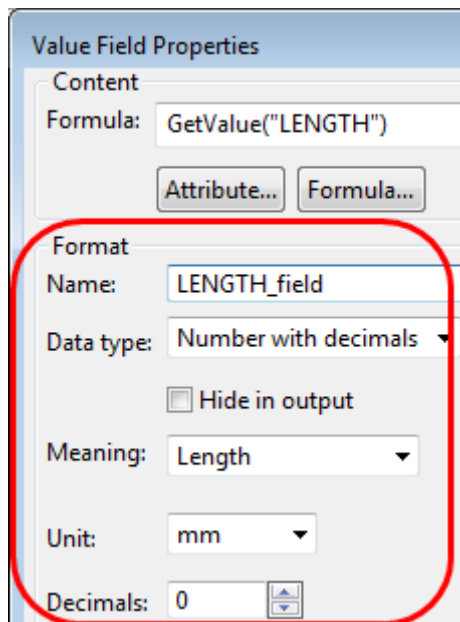 Value Field Properties
Content
Formula: GetValue("LENGTH")
Attribute... Formula...
Format
Name: LENGTH_field
Data type: Number with decimals
Hide in output
Meaning: Length
Unit: mm
Decimals: 0